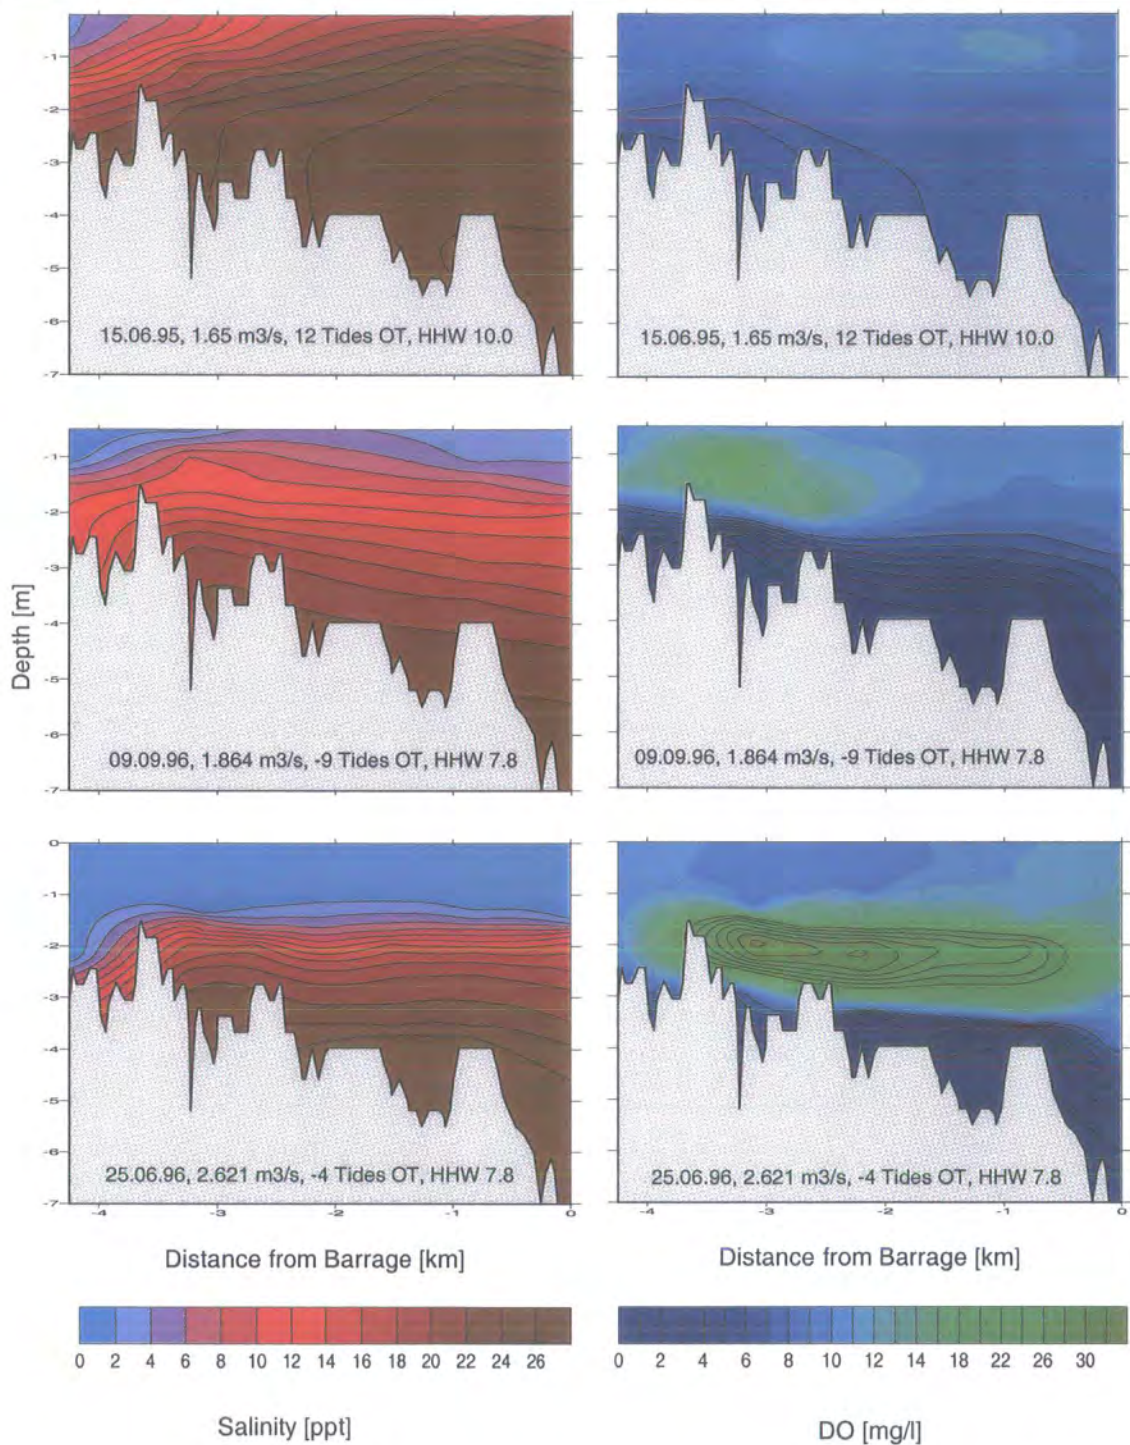 -1
-2
-3
-4
-5
-6
-7
15.06.95, 1.65 m3/s, 12 Tides OT, HHW 10.0
15.06.95, 1.65 m3/s, 12 Tides OT, HHW 10.0
Depth [m]
-1
-2
-3
-4
-5
-6
-7
09.09.96, 1.864 m3/s, -9 Tides OT, HHW 7.8
09.09.96, 1.864 m3/s, -9 Tides OT, HHW 7.8
0
-1
-2
-3
-4
-5
-6
-7
25.06.96, 2.621 m3/s, -4 Tides OT, HHW 7.8
25.06.96, 2.621 m3/s, -4 Tides OT, HHW 7.8
-4 -3 -2 -1 0
-4 -3 -2 -1 0
Distance from Barrage [km]
Distance from Barrage [km]
0 2 4 6 8 10 12 14 16 18 20 22 24 26
0 2 4 6 8 10 12 14 18 22 26 30
Salinity [ppt]
DO [mg/l]